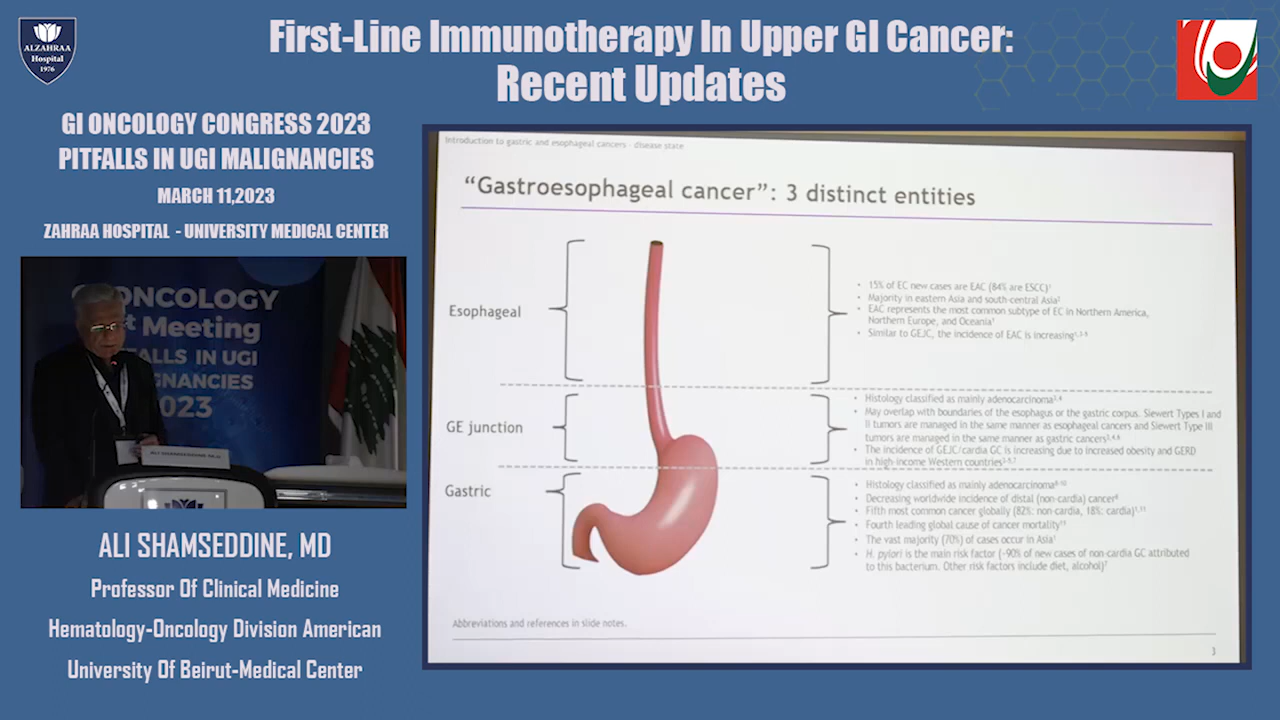 ALZAHRAA
Hospital
1976
First-Line Immunotherapy In Upper GI Cancer:
Recent Updates
GI ONCOLOGY CONGRESS 2023
PITFALLS IN UGI MALIGNANCIES
MARCH 11,2023
ZAHRAA HOSPITAL - UNIVERSITY MEDICAL CENTER
ONCOLOGY
t Meeting
FALLS IN UGI
GNANCIES
023
ALI SHAMSEDDINE, MD
ALI SHAMSEDDINE, MD
Professor Of Clinical Medicine
Hematology-Oncology Division American
University Of Beirut-Medical Center
Introduction to gastric and esophageal cancers - disease state
“Gastroesophageal cancer”: 3 distinct entities
Esophageal
• 15% of EC new cases are EAC (84% are ESCC)¹
• Majority in eastern Asia and south-central Asia²
• EAC represents the most common subtype of EC in Northern America,
Northern Europe, and Oceania¹
• Similar to GEJC, the incidence of EAC is increasing
GE junction
• Histology classified as mainly adenocarcinoma
• May overlap with boundaries of the esophagus or the gastric corpus. Siewert Types I and
II tumors are managed in the same manner as esophageal cancers and Siewert Type III
tumors are managed in the same manner as gastric cancers
• The incidence of GEJC/cardia GC is increasing due to increased obesity and GERD
in high-income Western countries
Gastric
• Histology classified as mainly adenocarcinoma
• Decreasing worldwide incidence of distal (non-cardia) cancer
• Fifth most common cancer globally (82%: non-cardia, 18%: cardia)
• Fourth leading global cause of cancer mortality¹¹
• The vast majority (70%) of cases occur in Asia¹
• H. pylori is the main risk factor (~90% of new cases of non-cardia GC attributed
to this bacterium. Other risk factors include diet, alcohol)⁷
Abbreviations and references in slide notes.
3